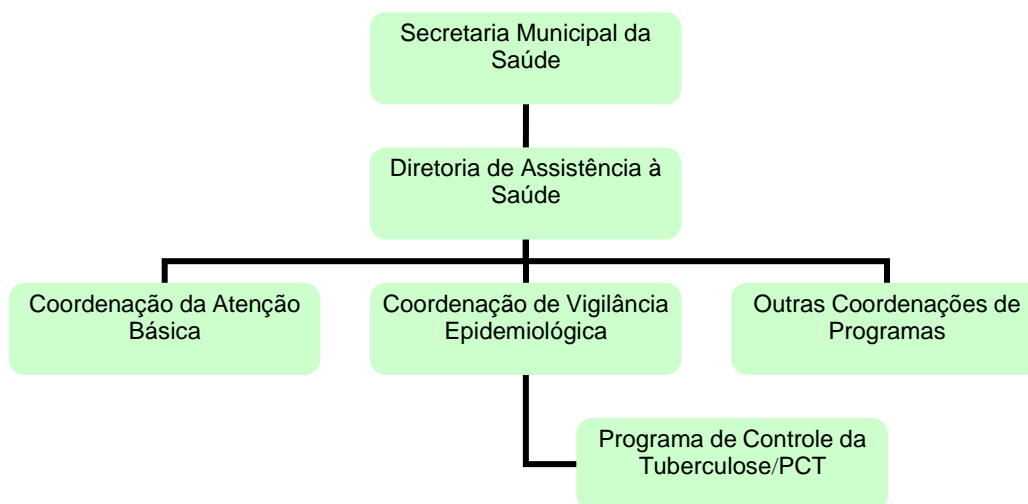 Secretaria Municipal da
Saúde
Diretoria de Assistência à
Saúde
Coordenação da Atenção
Básica
Coordenação de Vigilância
Epidemiológica
Outras Coordenações de
Programas
Programa de Controle da
Tuberculose/PCT